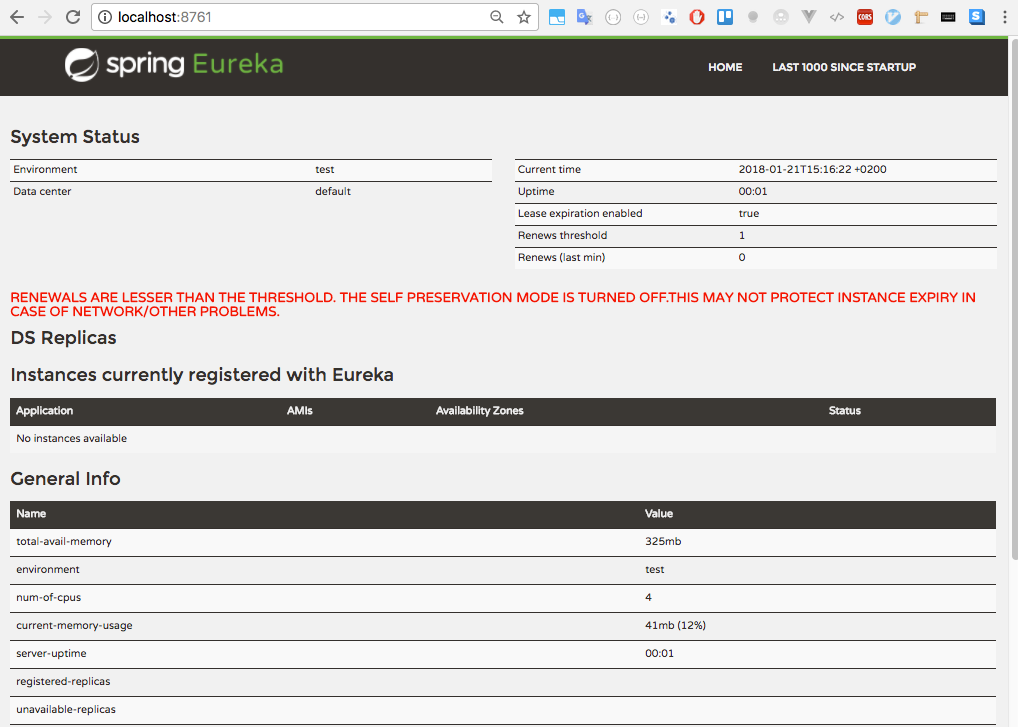 localhost:8761
spring Eureka
HOME LAST 1000 SINCE STARTUP
System Status
Environment test
Data center default
Current time 2018-01-21T15:16:22 +0200
Uptime 00:01
Lease expiration enabled true
Renews threshold 1
Renews (last min) 0
RENEWALS ARE LESSER THAN THE THRESHOLD. THE SELF PRESERVATION MODE IS TURNED OFF.THIS MAY NOT PROTECT INSTANCE EXPIRY IN
CASE OF NETWORK/OTHER PROBLEMS.
DS Replicas
Instances currently registered with Eureka
Application AMIs Availability Zones Status
No instances available
General Info
Name Value
total-avail-memory 325mb
environment test
num-of-cpus 4
current-memory-usage 41mb (12%)
server-uptime 00:01
registered-replicas
unavailable-replicas